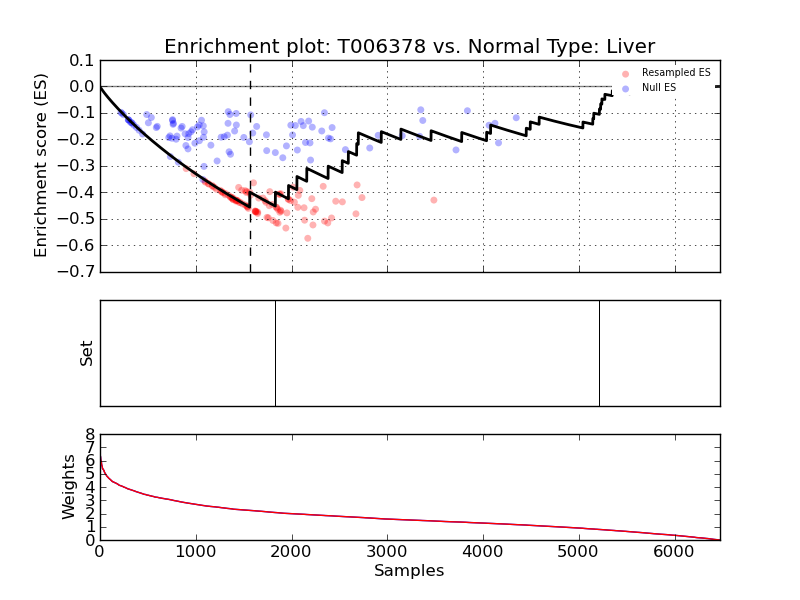 Enrichment plot: T006378 vs. Normal Type: Liver
Enrichment score (ES)
0.1
0.0
−0.1
−0.2
−0.3
−0.4
−0.5
−0.6
−0.7
Resampled ES
Null ES
Set
Weights
8
7
6
5
4
3
2
1
0
0 1000 2000 3000 4000 5000 6000
Samples